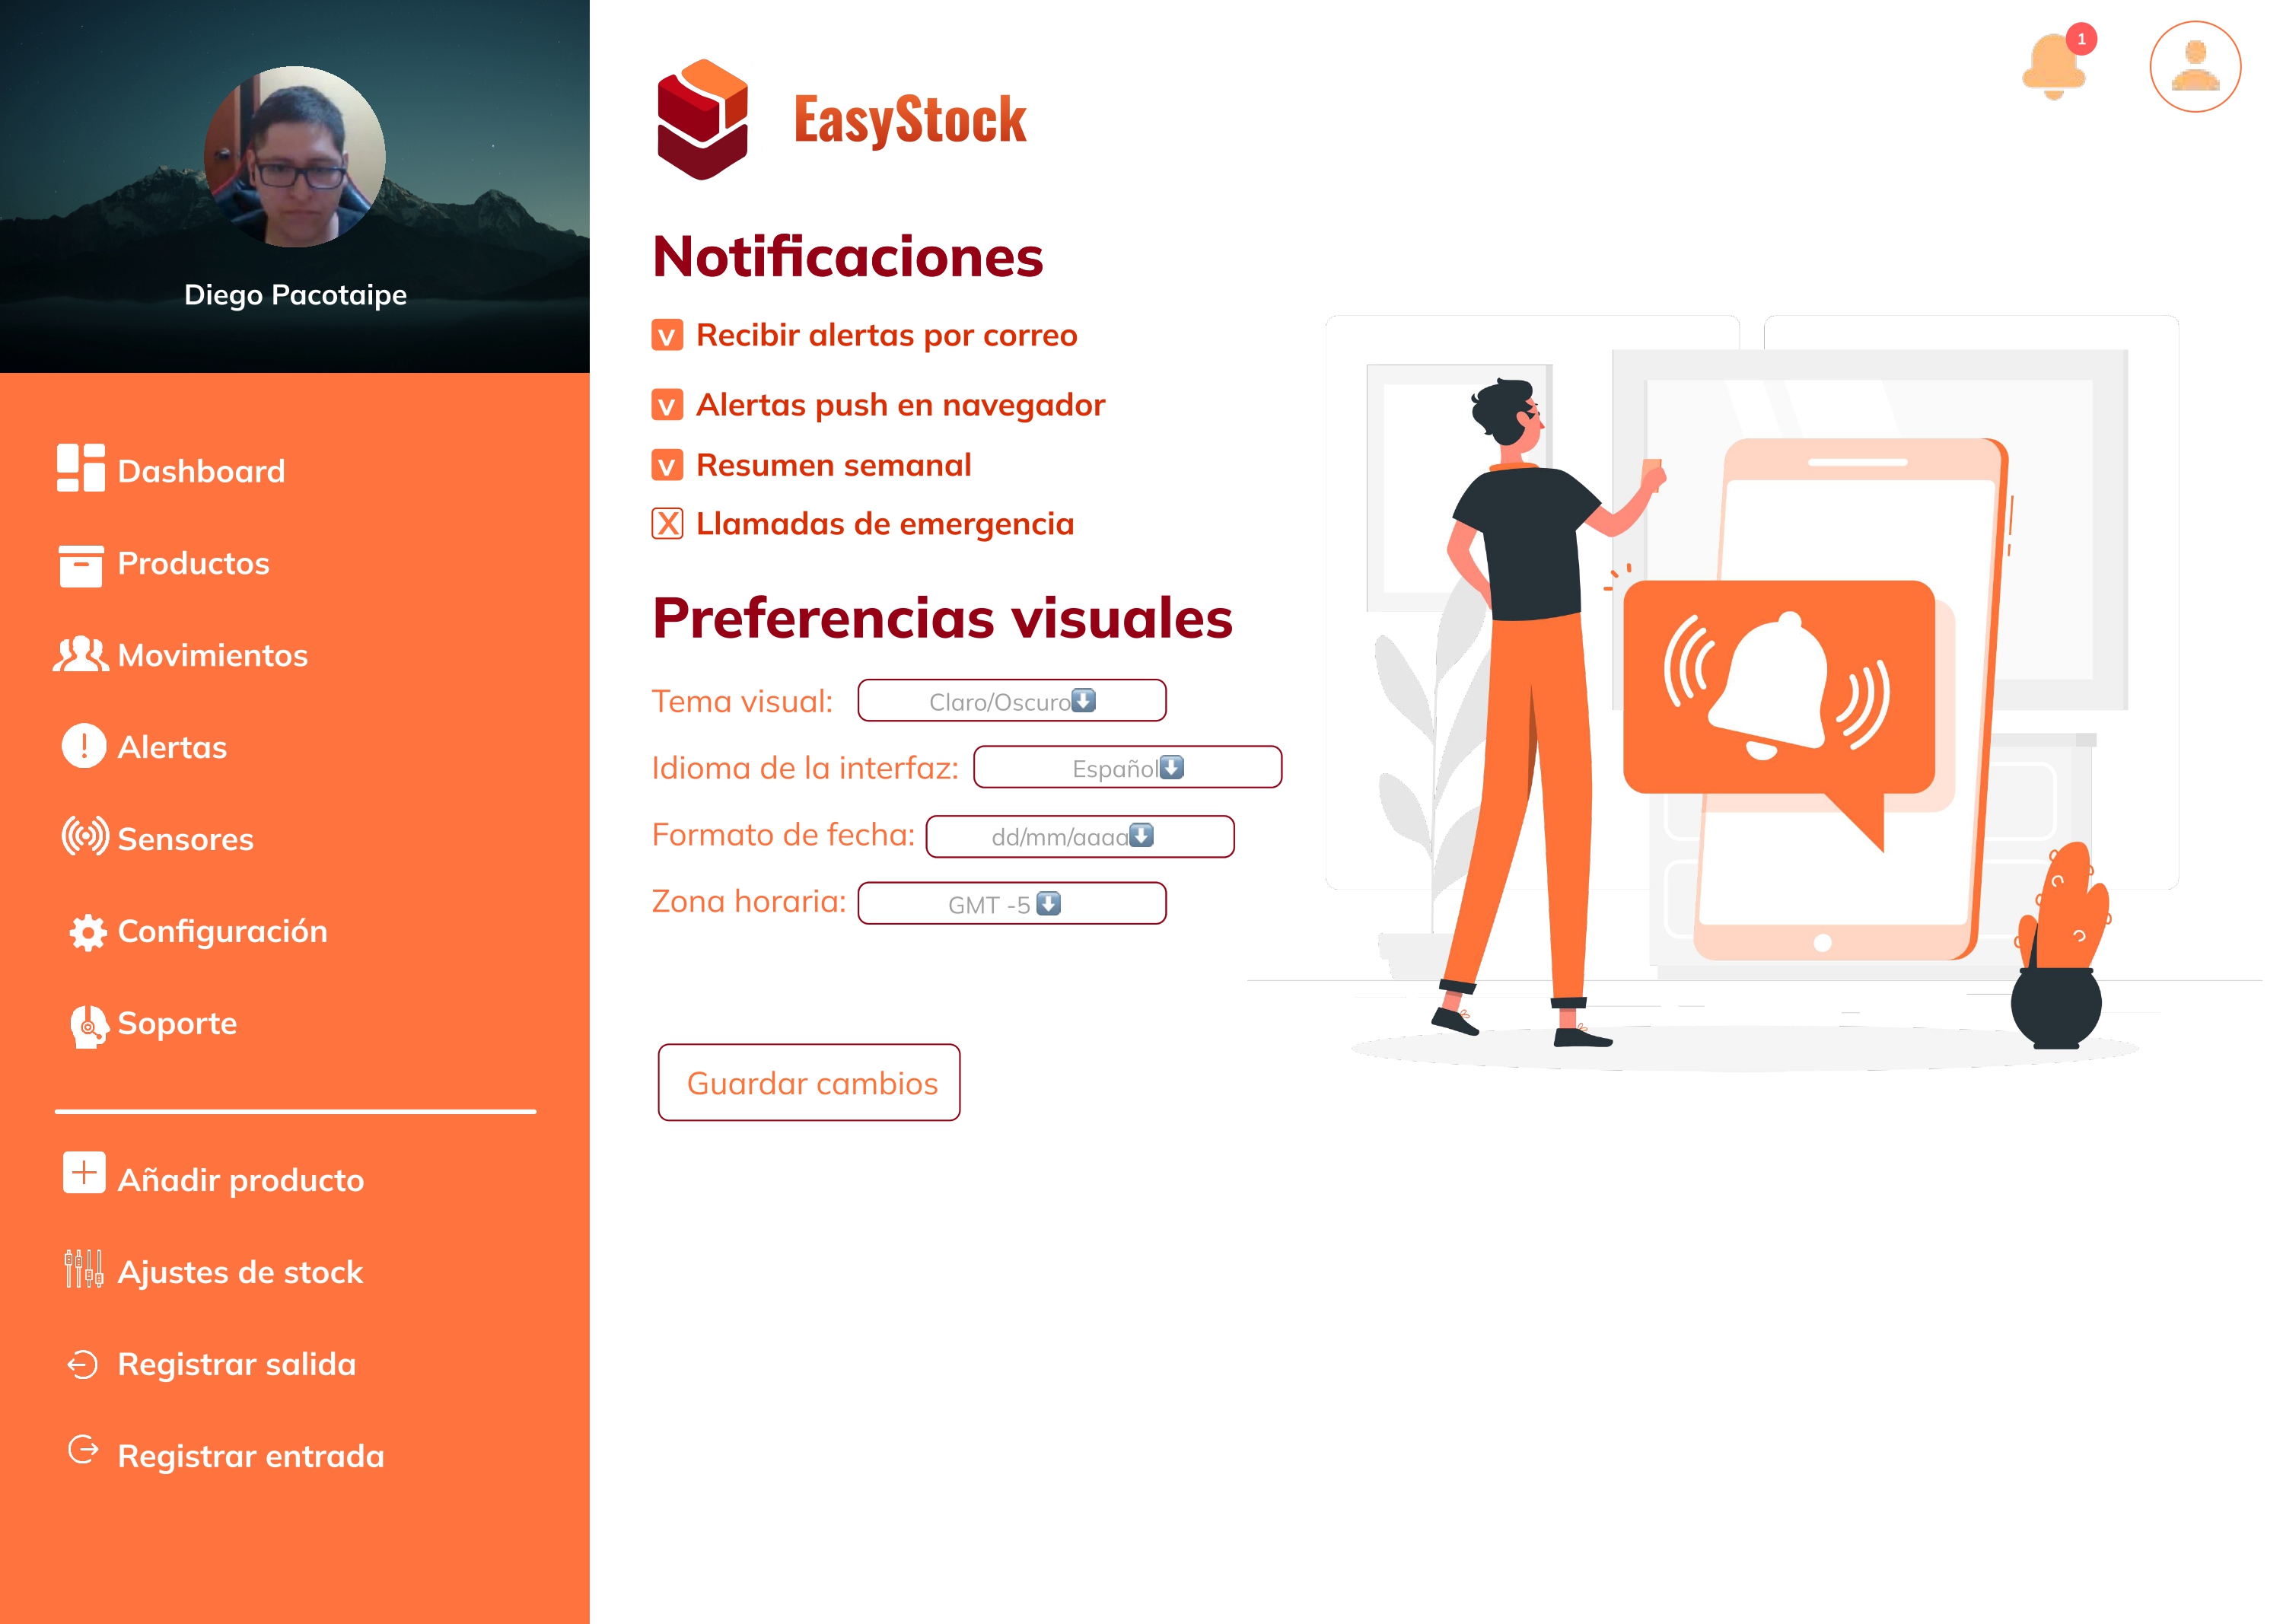 Diego Pacotaipe
Dashboard
Productos
Movimientos
Alertas
Sensores
Configuración
Soporte
Añadir producto
Ajustes de stock
Registrar salida
Registrar entrada
EasyStock
1
Notificaciones
v Recibir alertas por correo
v Alertas push en navegador
v Resumen semanal
X Llamadas de emergencia
Preferencias visuales
Tema visual: Claro/Oscuro⬇️
Idioma de la interfaz: Español⬇️
Formato de fecha: dd/mm/aaaa⬇️
Zona horaria: GMT -5 ⬇️
Guardar cambios